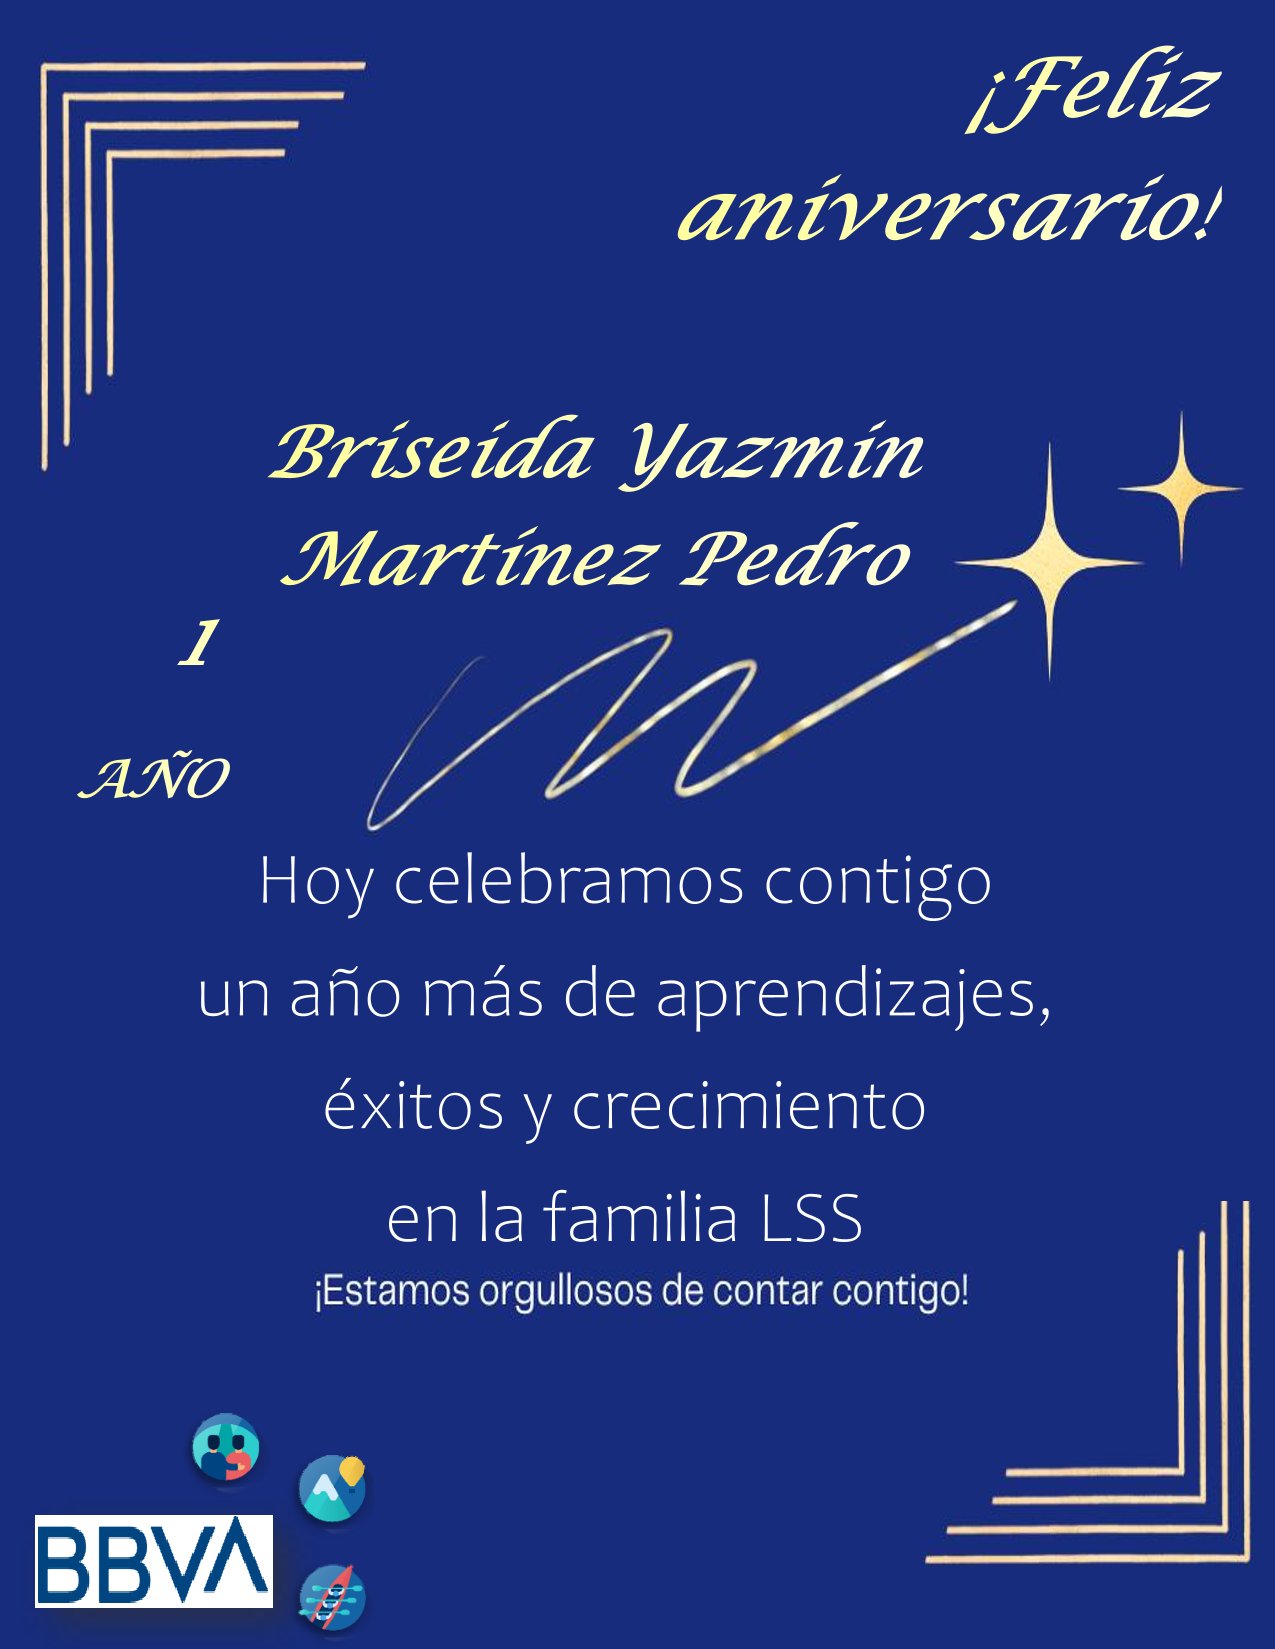 ¡Feliz
aniversario!
Briseida Yazmin
Martínez Pedro
1
AÑO
Hoy celebramos contigo
un año más de aprendizajes,
éxitos y crecimiento
en la familia LSS
¡Estamos orgullosos de contar contigo!
BBVA